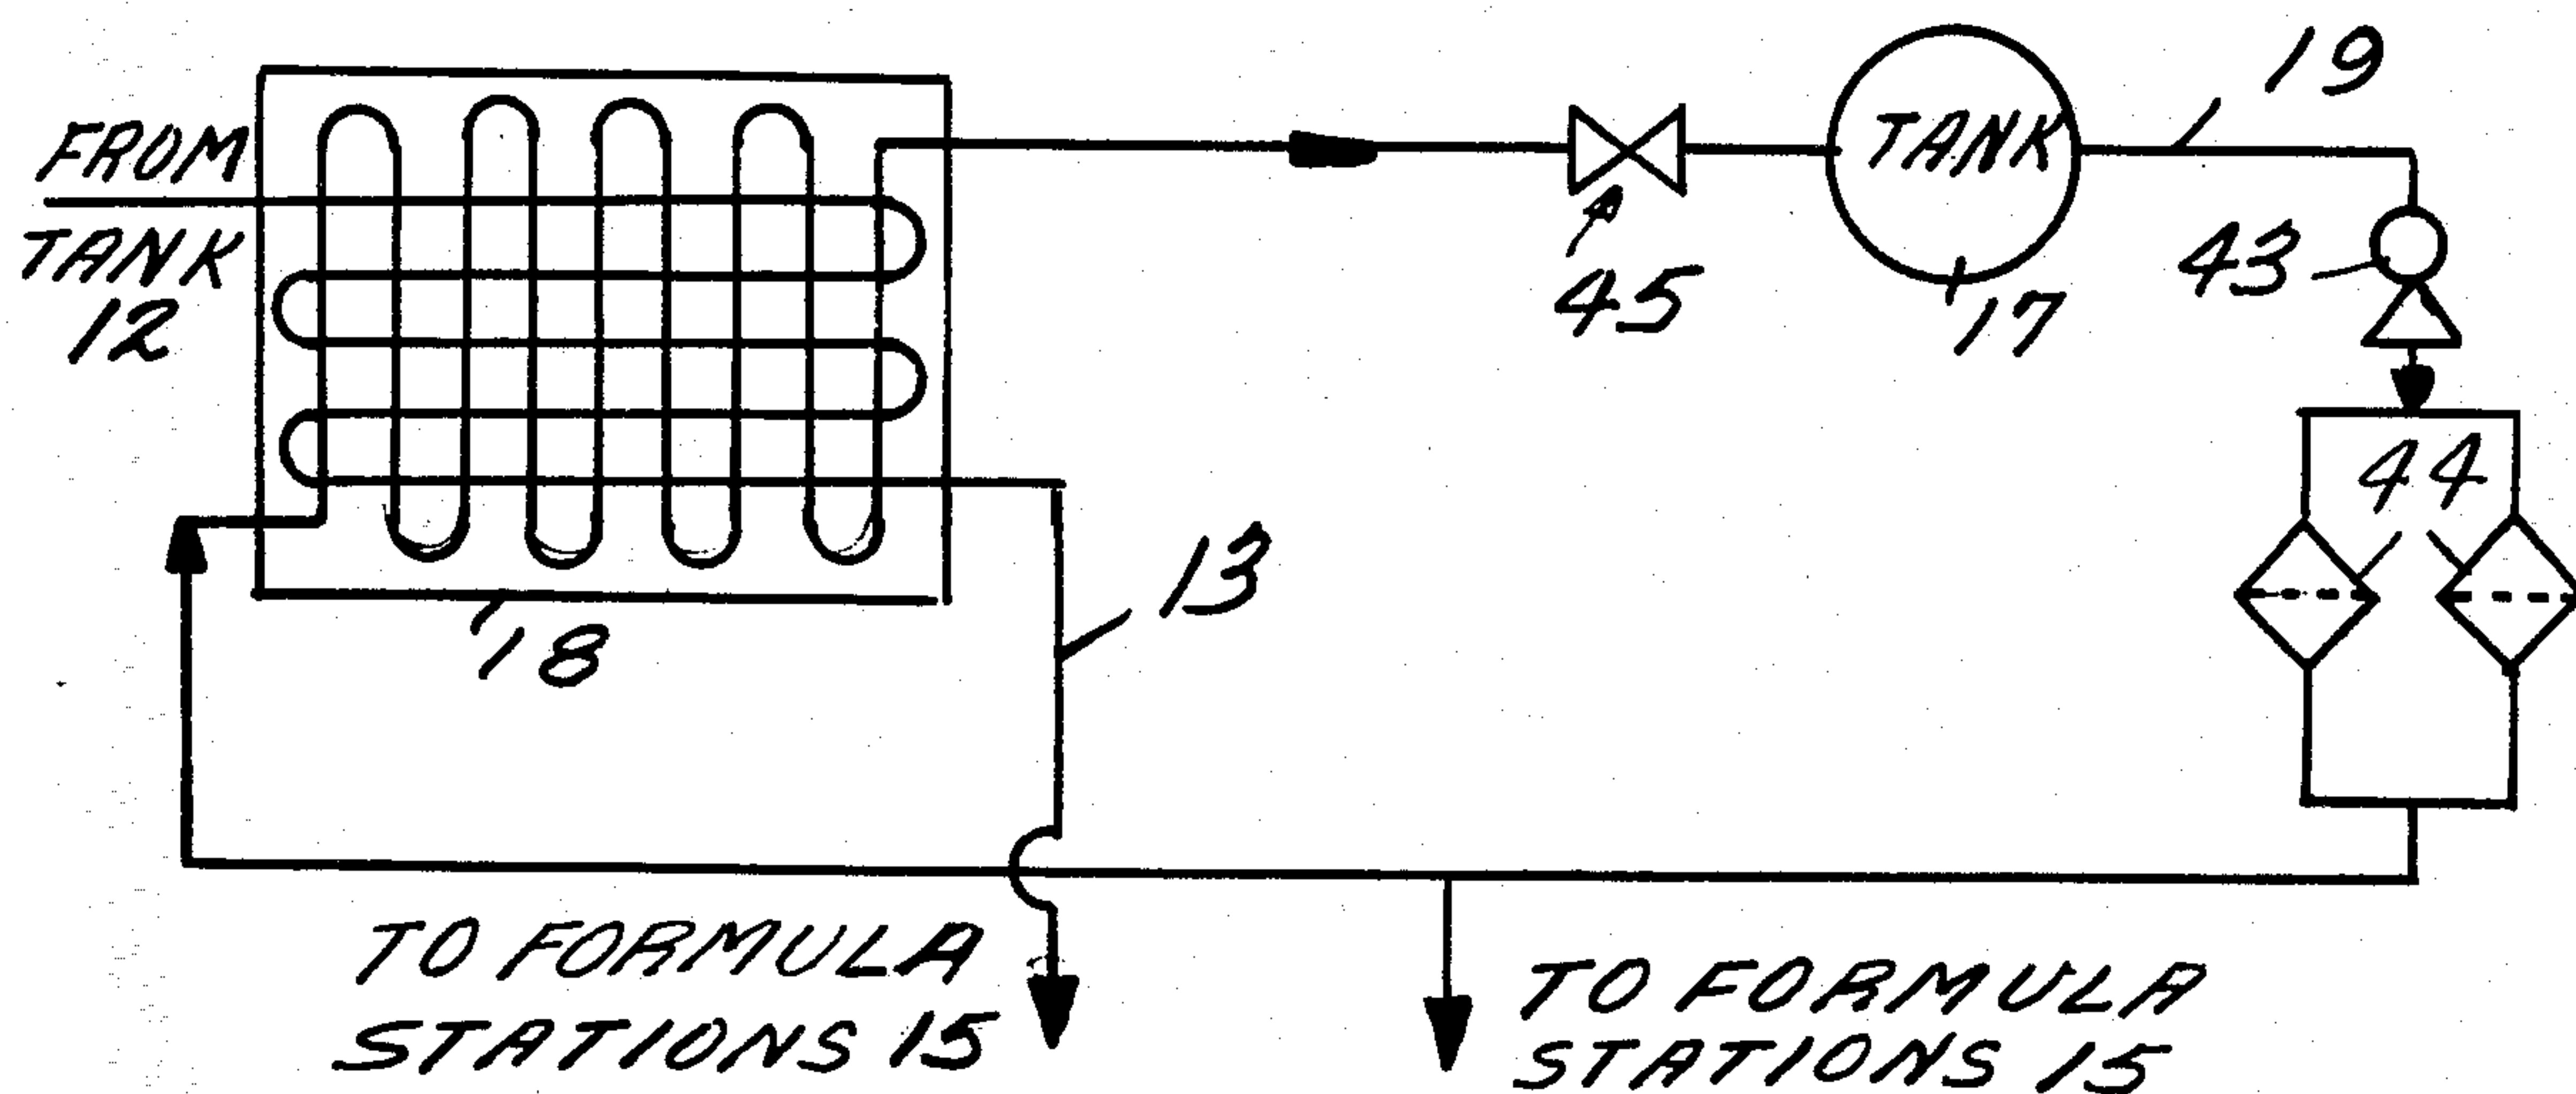 FROM
TANK
12
TANK
19
45
17
43
44
18
13
TO FORMULA
STATIONS 15
TO FORMULA
STATIONS 15